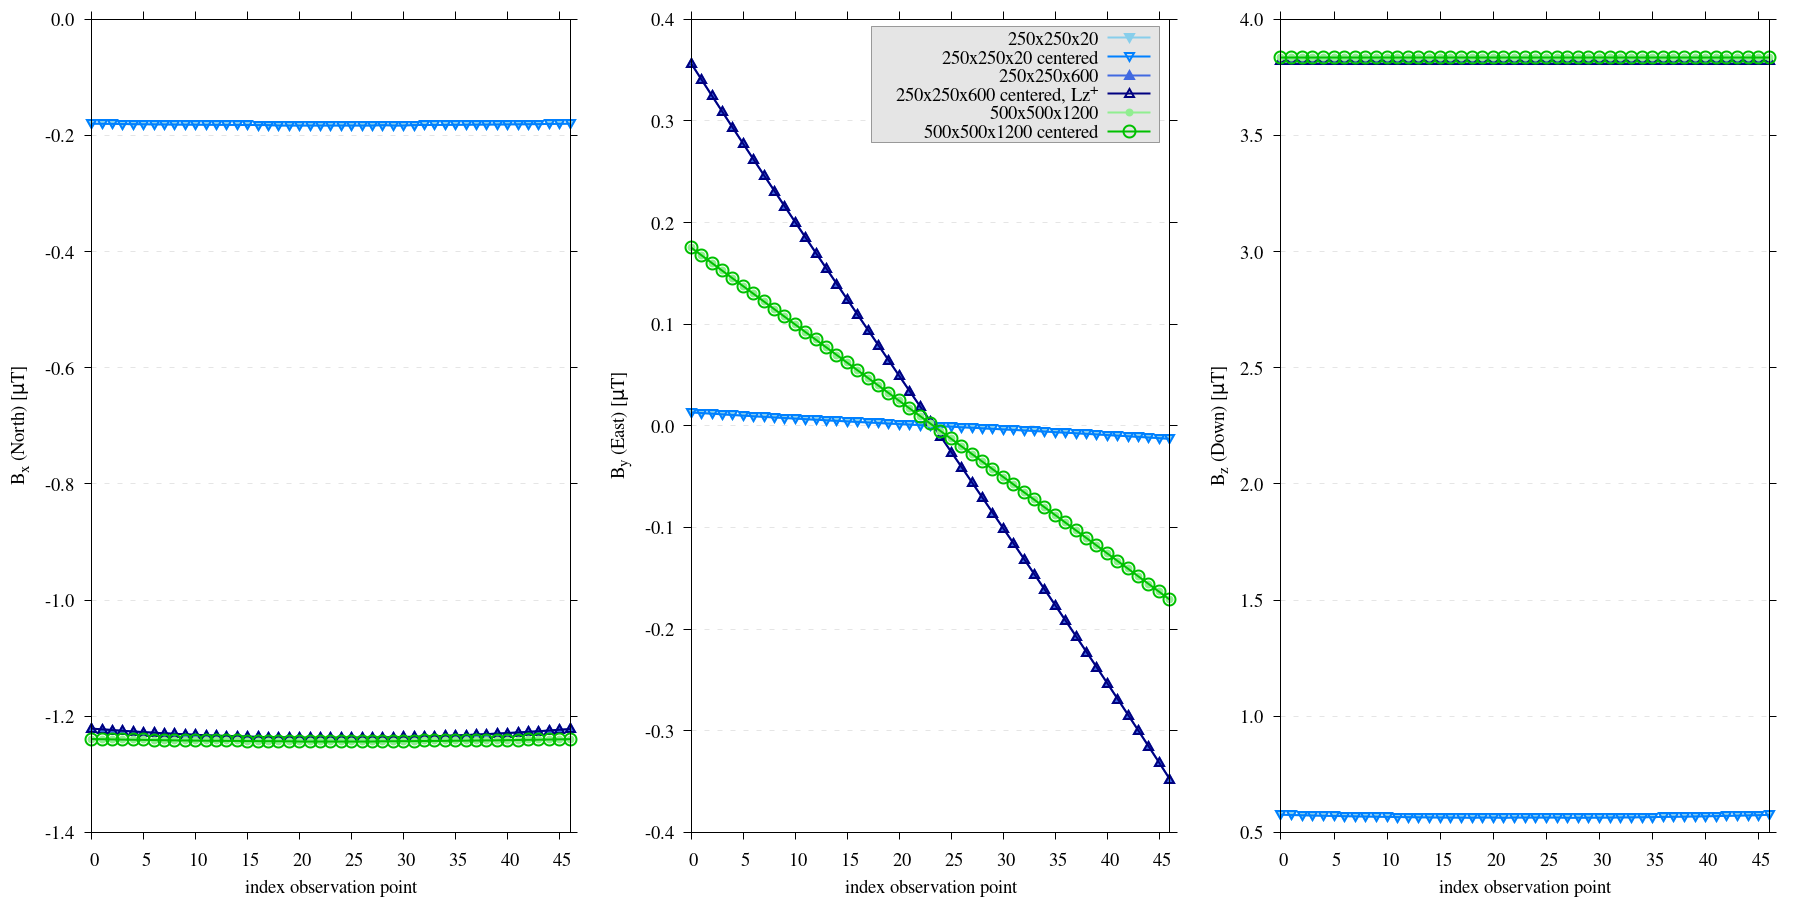 0.0
-0.2
-0.4
-0.6
-0.8
-1.0
-1.2
-1.4
0 5 10 15 20 25 30 35 40 45
index observation point
Bx (North) [µT]
0.4
0.3
0.2
0.1
0.0
-0.1
-0.2
-0.3
-0.4
0 5 10 15 20 25 30 35 40 45
index observation point
By (East) [µT]
250x250x20
250x250x20 centered
250x250x600
250x250x600 centered, Lz+
500x500x1200
500x500x1200 centered
4.0
3.5
3.0
2.5
2.0
1.5
1.0
0.5
0 5 10 15 20 25 30 35 40 45
index observation point
Bz (Down) [µT]